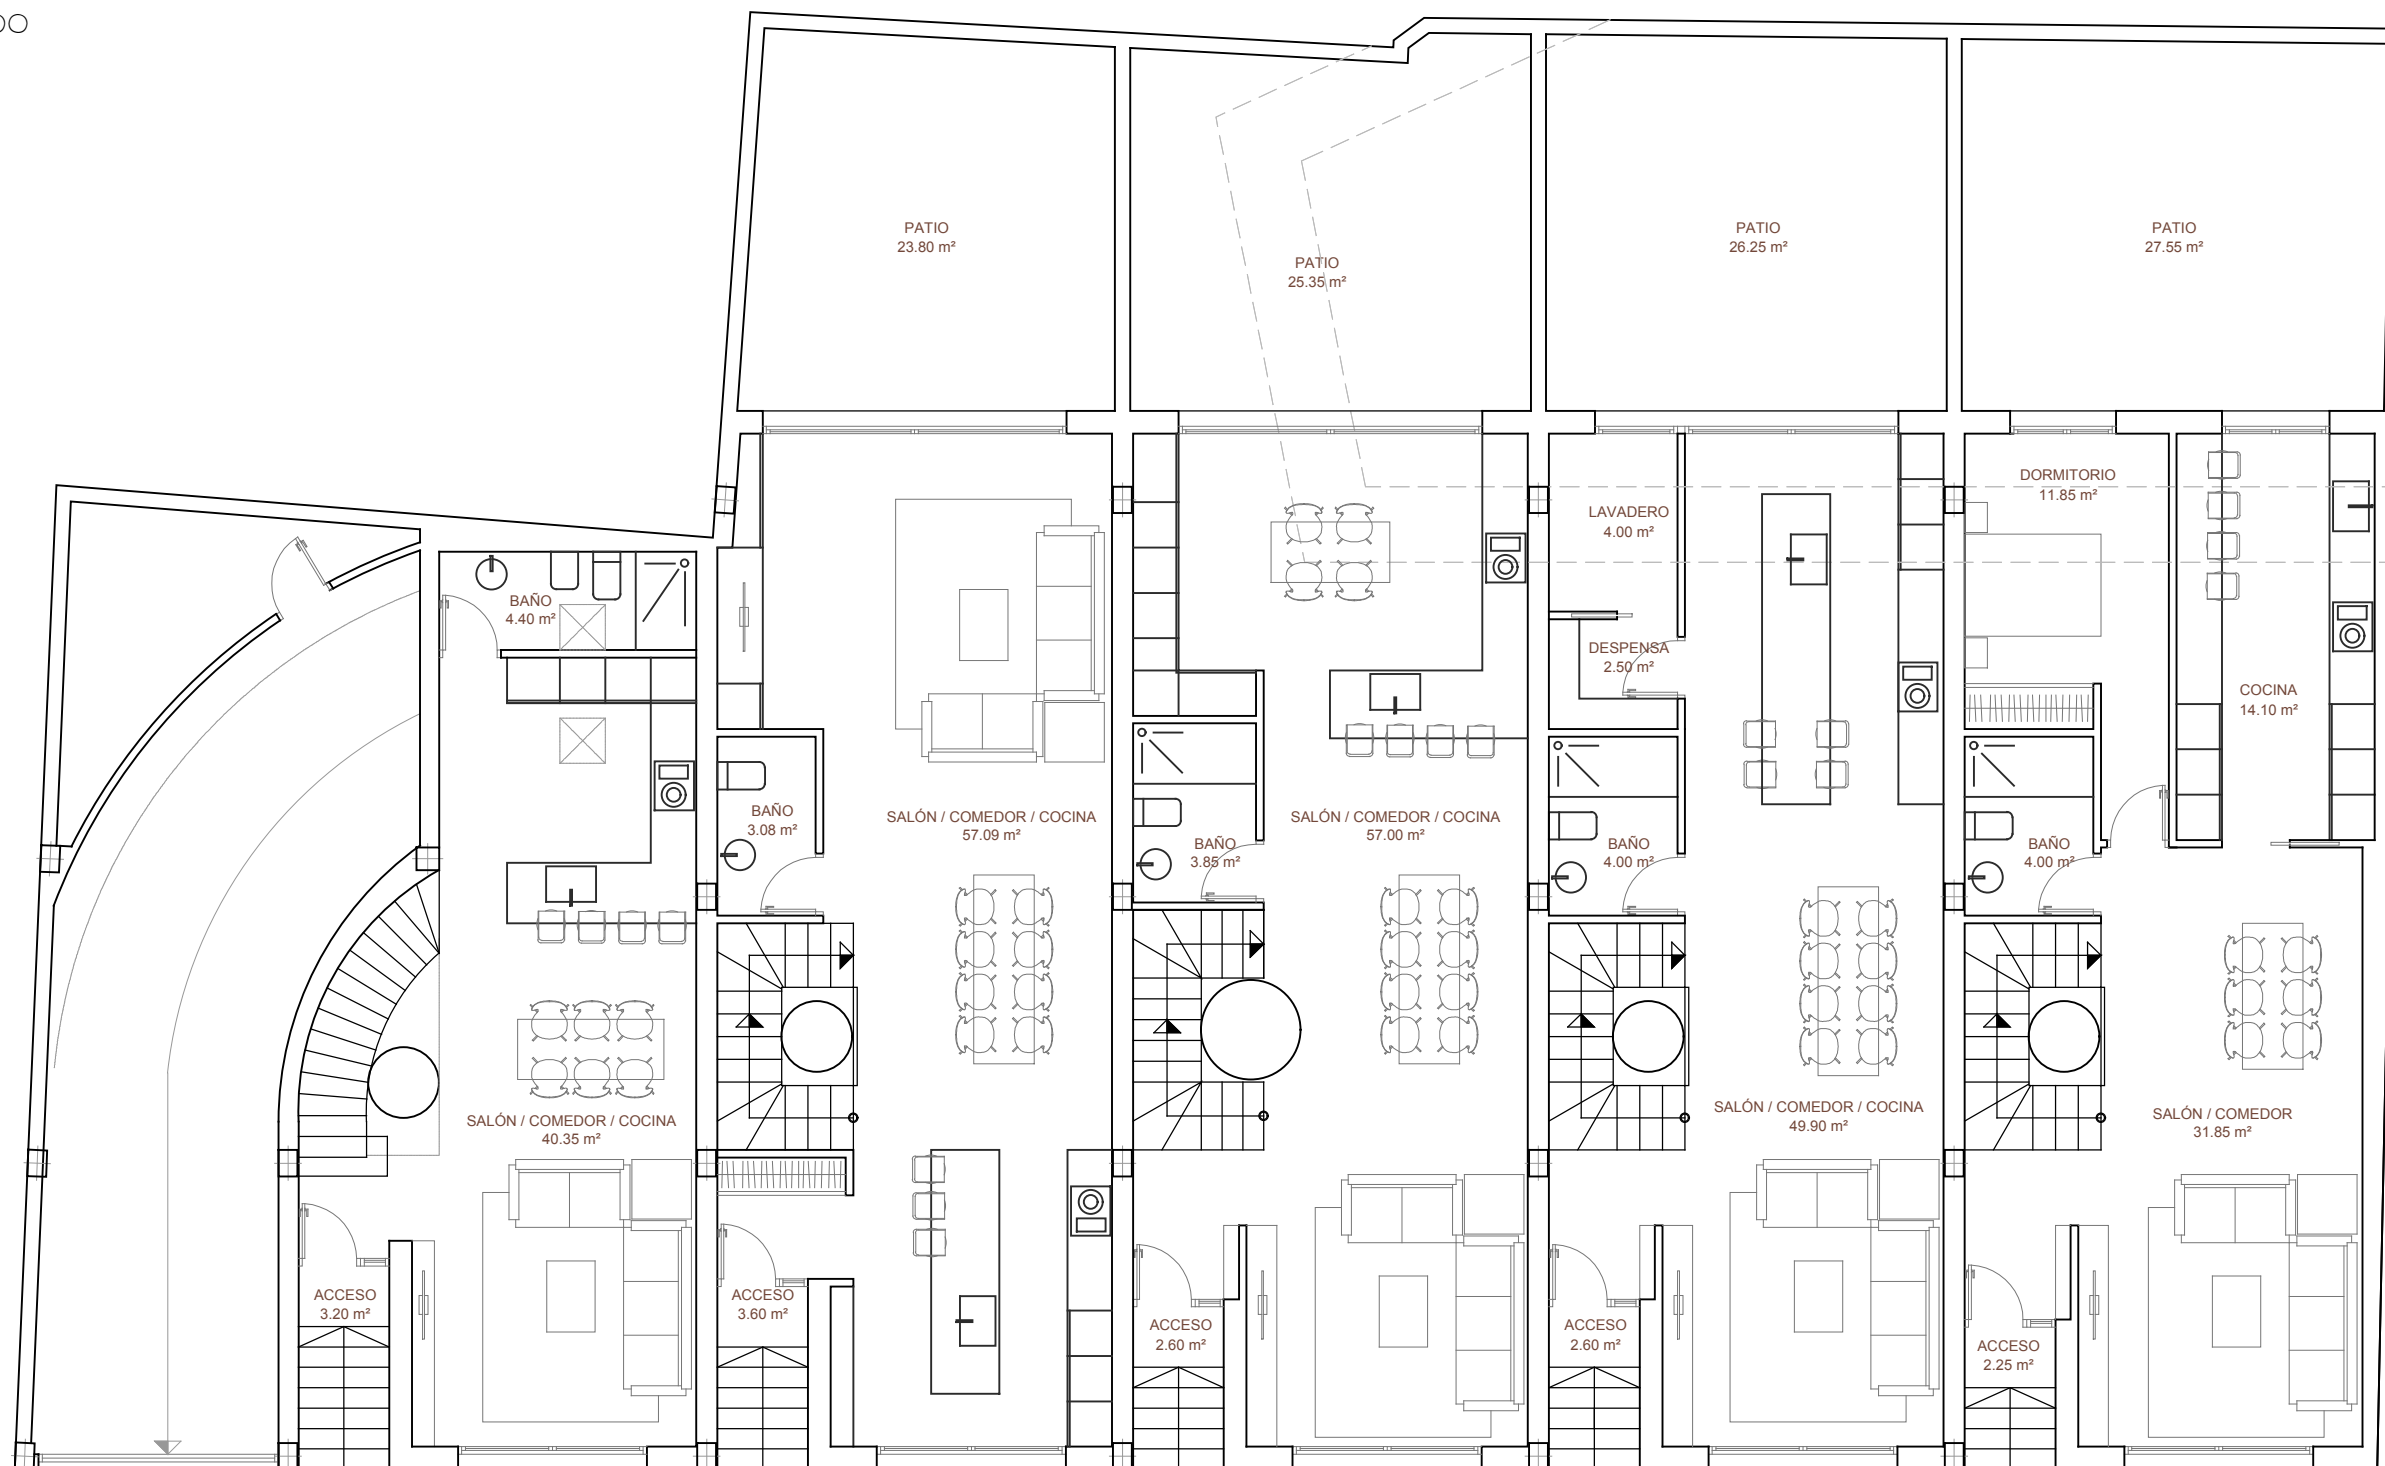 PATIO
23.80 m²
PATIO
25.35 m²
PATIO
26.25 m²
PATIO
27.55 m²
DORMITORIO
11.85 m²
LAVADERO
4.00 m²
BAÑO
4.40 m²
DESPENSA
2.50 m²
COCINA
14.10 m²
BAÑO
3.08 m²
SALÓN / COMEDOR / COCINA
57.09 m²
BAÑO
3.85 m²
SALÓN / COMEDOR / COCINA
57.00 m²
BAÑO
4.00 m²
BAÑO
4.00 m²
SALÓN / COMEDOR / COCINA
40.35 m²
SALÓN / COMEDOR / COCINA
49.90 m²
SALÓN / COMEDOR
31.85 m²
ACCESO
3.20 m²
ACCESO
3.60 m²
ACCESO
2.60 m²
ACCESO
2.60 m²
ACCESO
2.25 m²